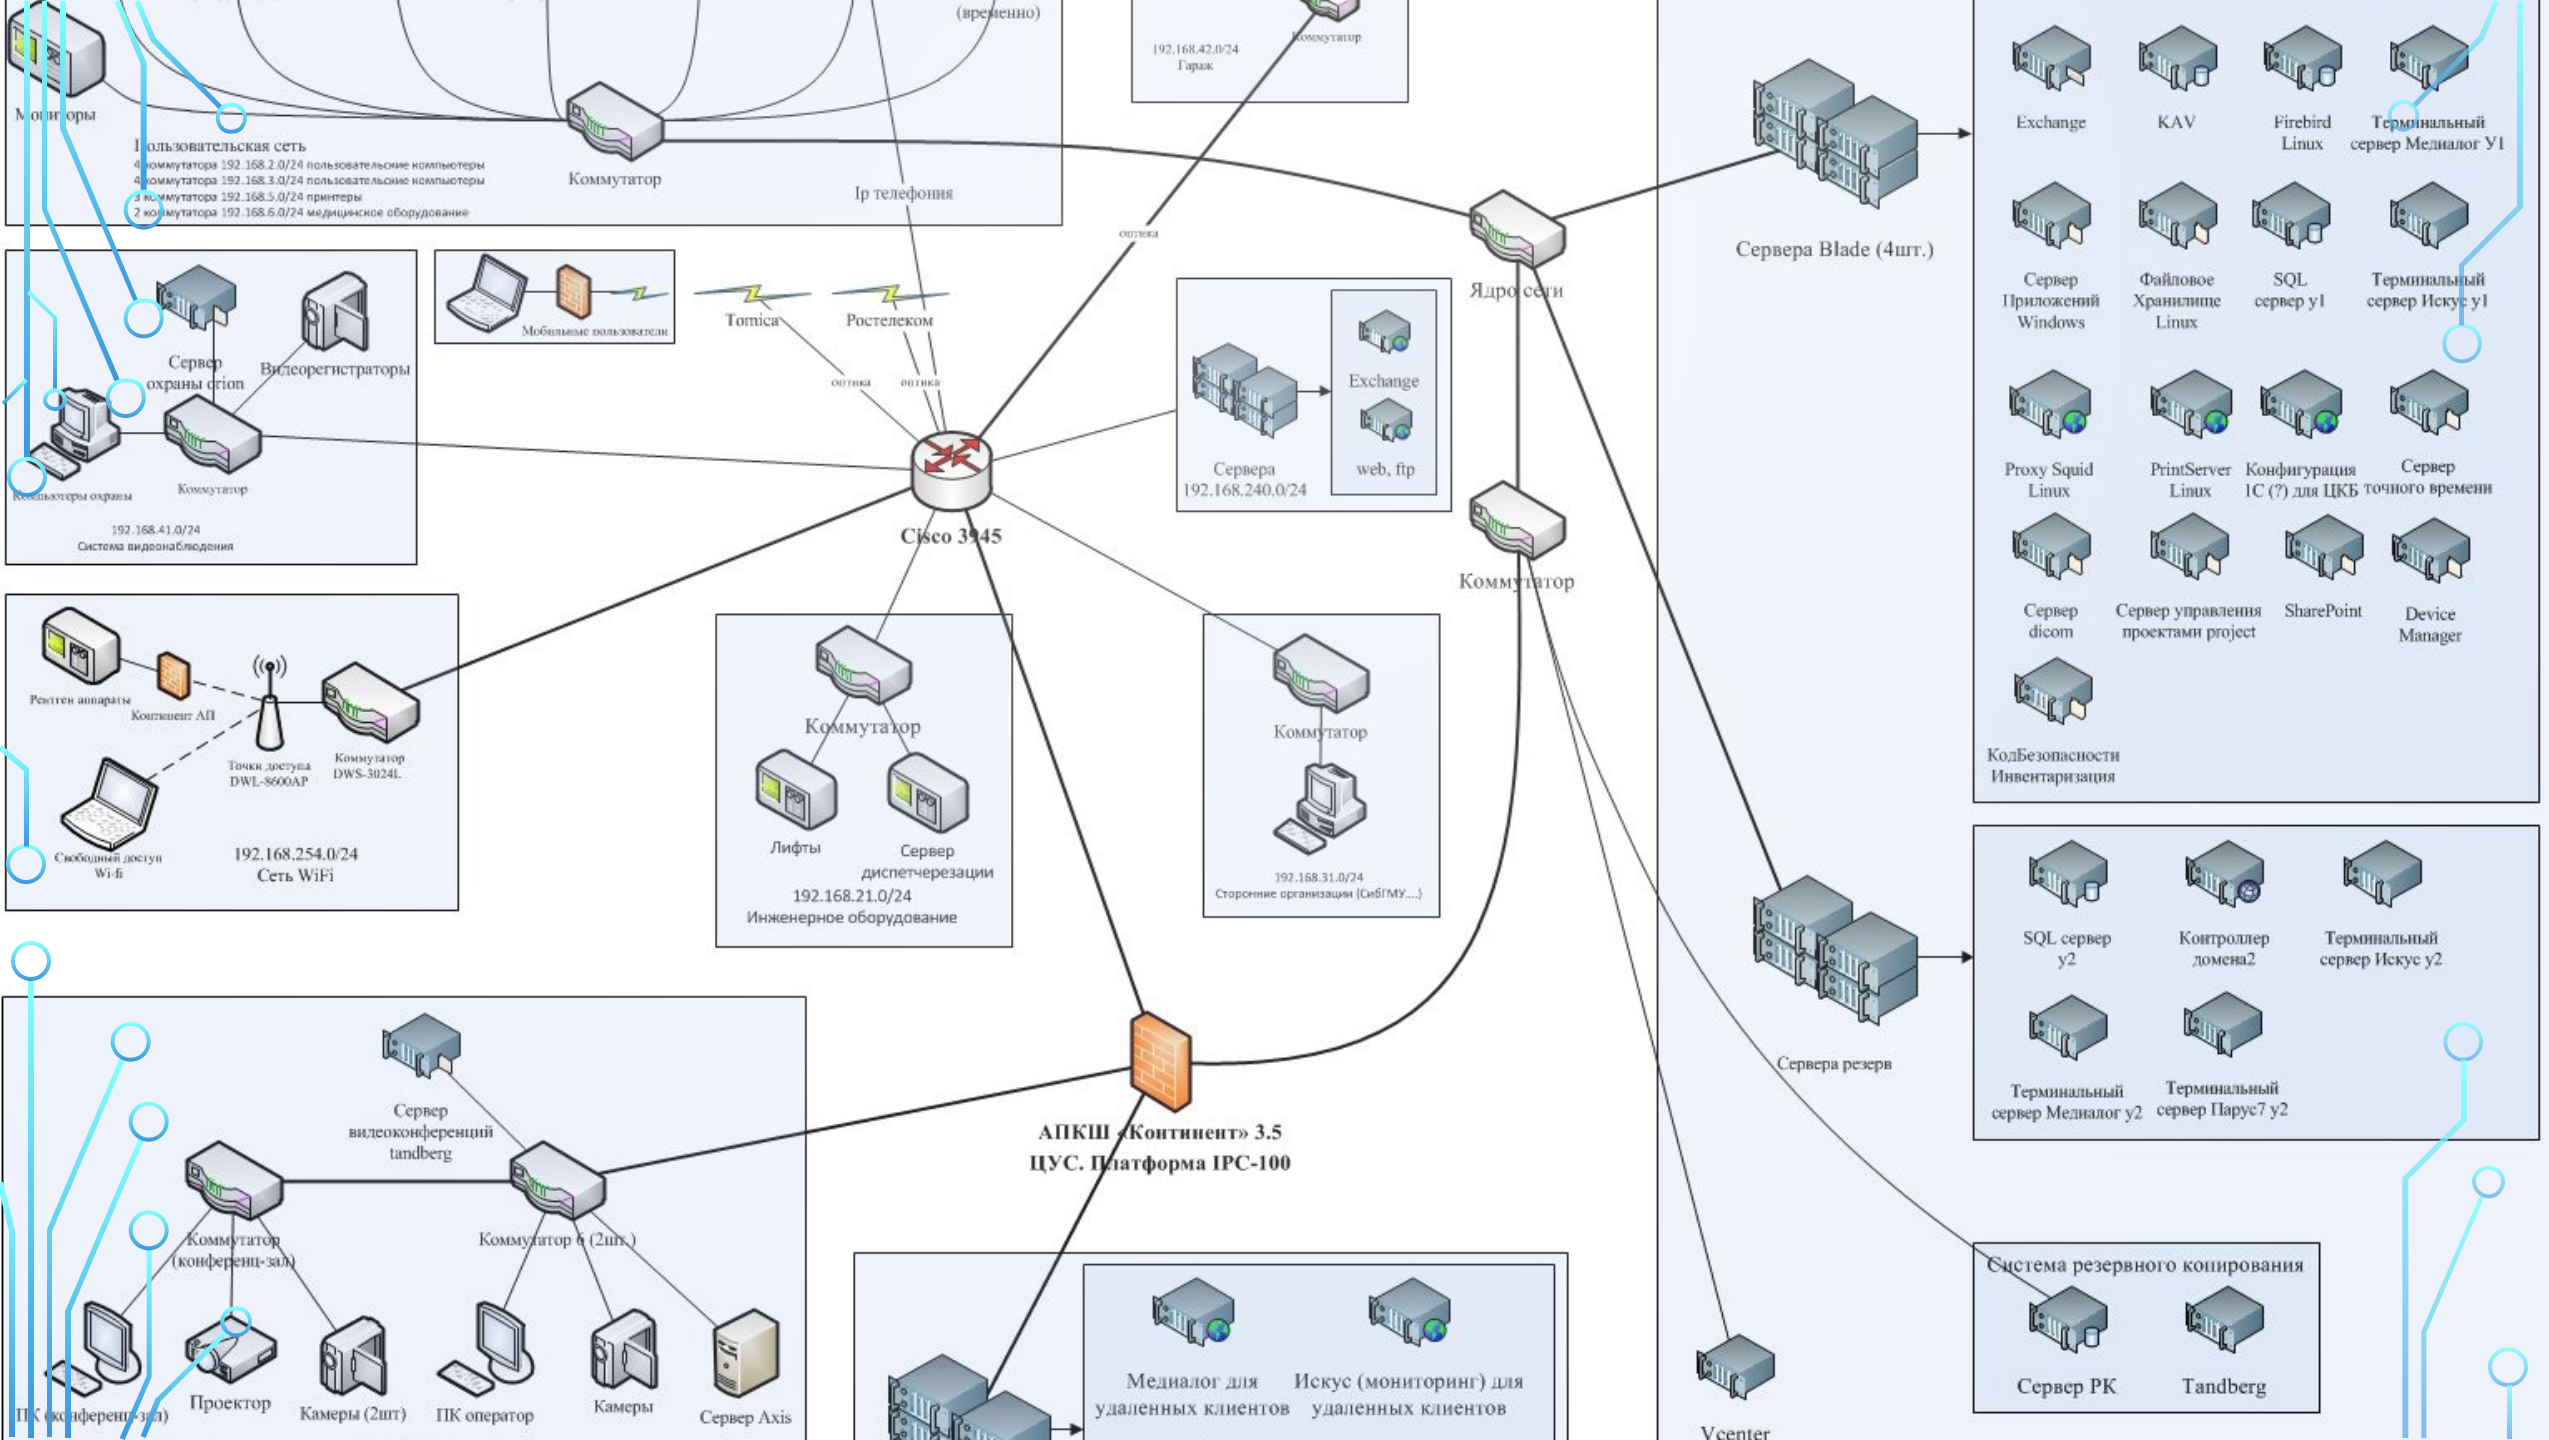 (временно)
Мониторы
Пользовательская сеть
4 коммутатора 192.168.2.0/24 пользовательские компьютеры
4 коммутатора 192.168.3.0/24 пользовательские компьютеры
3 коммутатора 192.168.5.0/24 принтеры
2 коммутатора 192.168.6.0/24 медицинское оборудование
Коммутатор
Ip телефония
192.168.42.0/24
Гараж
Коммутатор
оптика
Ядро сети
Сервера Blade (4шт.)
Exchange
KAV
Firebird
Linux
Терминальный
сервер Медиалог У1
Сервер
Приложений
Windows
Файловое
Хранилище
Linux
SQL
сервер у1
Терминальный
сервер Искус у1
Proxy Squid
Linux
PrintServer
Linux
Конфигурация
1С (?) для ЦКБ
Сервер
точного времени
Сервер
dicom
Сервер управления
проектами project
SharePoint
Device
Manager
КодБезопасности
Инвентаризация
Сервер
охраны orion
Видеорегистраторы
Компьютеры охраны
Коммутатор
192.168.41.0/24
Система видеонаблюдения
Мобильные пользователи
Tomica
Ростелеком
оптика
оптика
Cisco 3945
Сервера
192.168.240.0/24
Exchange
web, ftp
Коммутатор
Рентген аппараты
Континент АП
Точки доступа
DWL-8600AP
Коммутатор
DWS-3024L
Свободный доступ
Wi-fi
192.168.254.0/24
Сеть WiFi
Коммутатор
Лифты
Сервер
диспетчерезации
192.168.21.0/24
Инженерное оборудование
Коммутатор
192.168.31.0/24
Сторонние организации (СибГМУ....)
SQL сервер
у2
Контроллер
домена2
Терминальный
сервер Искус у2
Терминальный
сервер Медиалог у2
Терминальный
сервер Парус7 у2
Сервера резерв
АПКШ «Континент» 3.5
ЦУС. Платформа IPC-100
Сервер
видеоконференций
tandberg
Коммутатор
(конференц-зал)
Коммутатор 6 (2шт.)
ПК (конференц-зал)
Проектор
Камеры (2шт)
ПК оператор
Камеры
Сервер Axis
Медиалог для
удаленных клиентов
Искус (мониторинг) для
удаленных клиентов
Система резервного копирования
Сервер РК
Tandberg
Vcenter